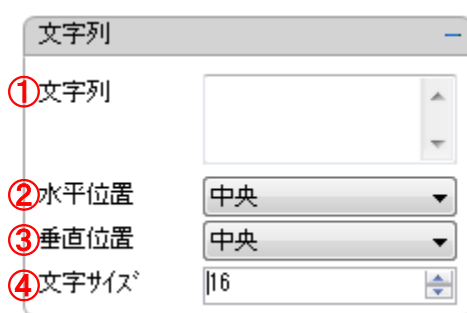 文字列
①文字列
②水平位置 中央
③垂直位置 中央
④文字ｻｲｽﾞ 16